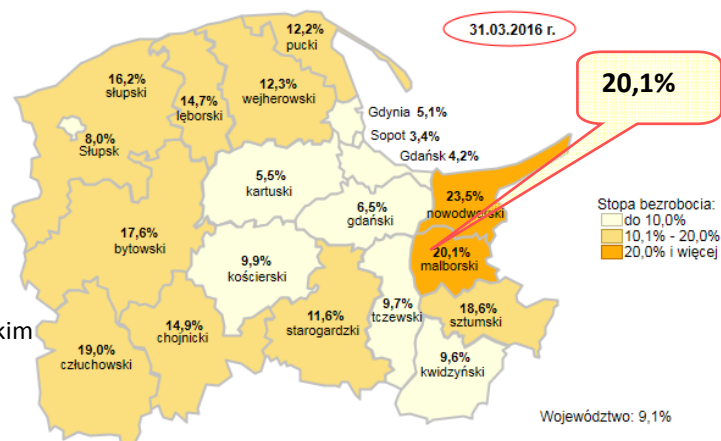 12,2%
pucki
31.03.2016 r.
20,1%
16,2%
słupski
14,7%
lęborski
12,3%
wejherowski
Gdynia 5,1%
Sopot 3,4%
Gdańsk 4,2%
8,0%
Słupsk
5,5%
kartuski
6,5%
gdański
23,5%
nowodworski
Stopa bezrobocia:
do 10,0%
10,1% - 20,0%
20,0% i więcej
17,6%
bytowski
9,9%
kościerski
20,1%
malborski
9,7%
tczewski
18,6%
sztumski
kim
19,0%
człuchowski
14,9%
chojnicki
11,6%
starogardzki
9,6%
kwidzyński
Województwo: 9,1%